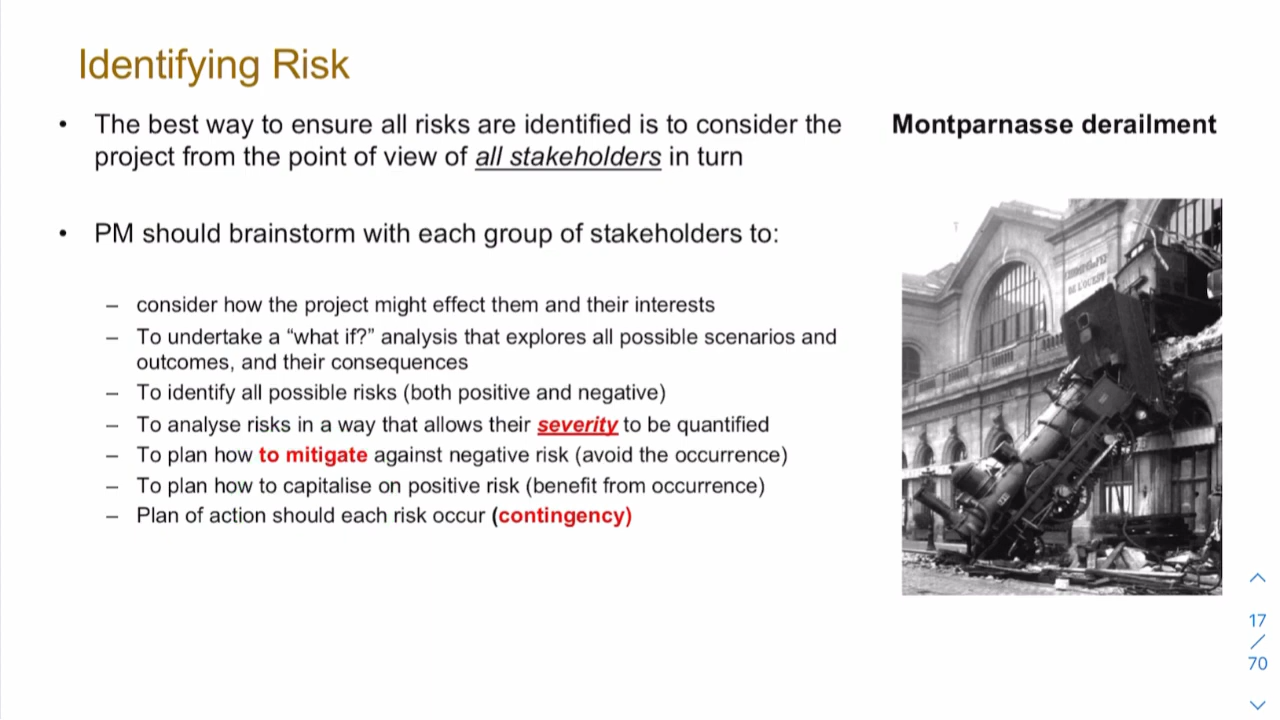 Identifying Risk
• The best way to ensure all risks are identified is to consider the
project from the point of view of all stakeholders in turn
• PM should brainstorm with each group of stakeholders to:
– consider how the project might effect them and their interests
– To undertake a “what if?” analysis that explores all possible scenarios and
outcomes, and their consequences
– To identify all possible risks (both positive and negative)
– To analyse risks in a way that allows their severity to be quantified
– To plan how to mitigate against negative risk (avoid the occurrence)
– To plan how to capitalise on positive risk (benefit from occurrence)
– Plan of action should each risk occur (contingency)
Montparnasse derailment
DE L'OUEST
17
/
70